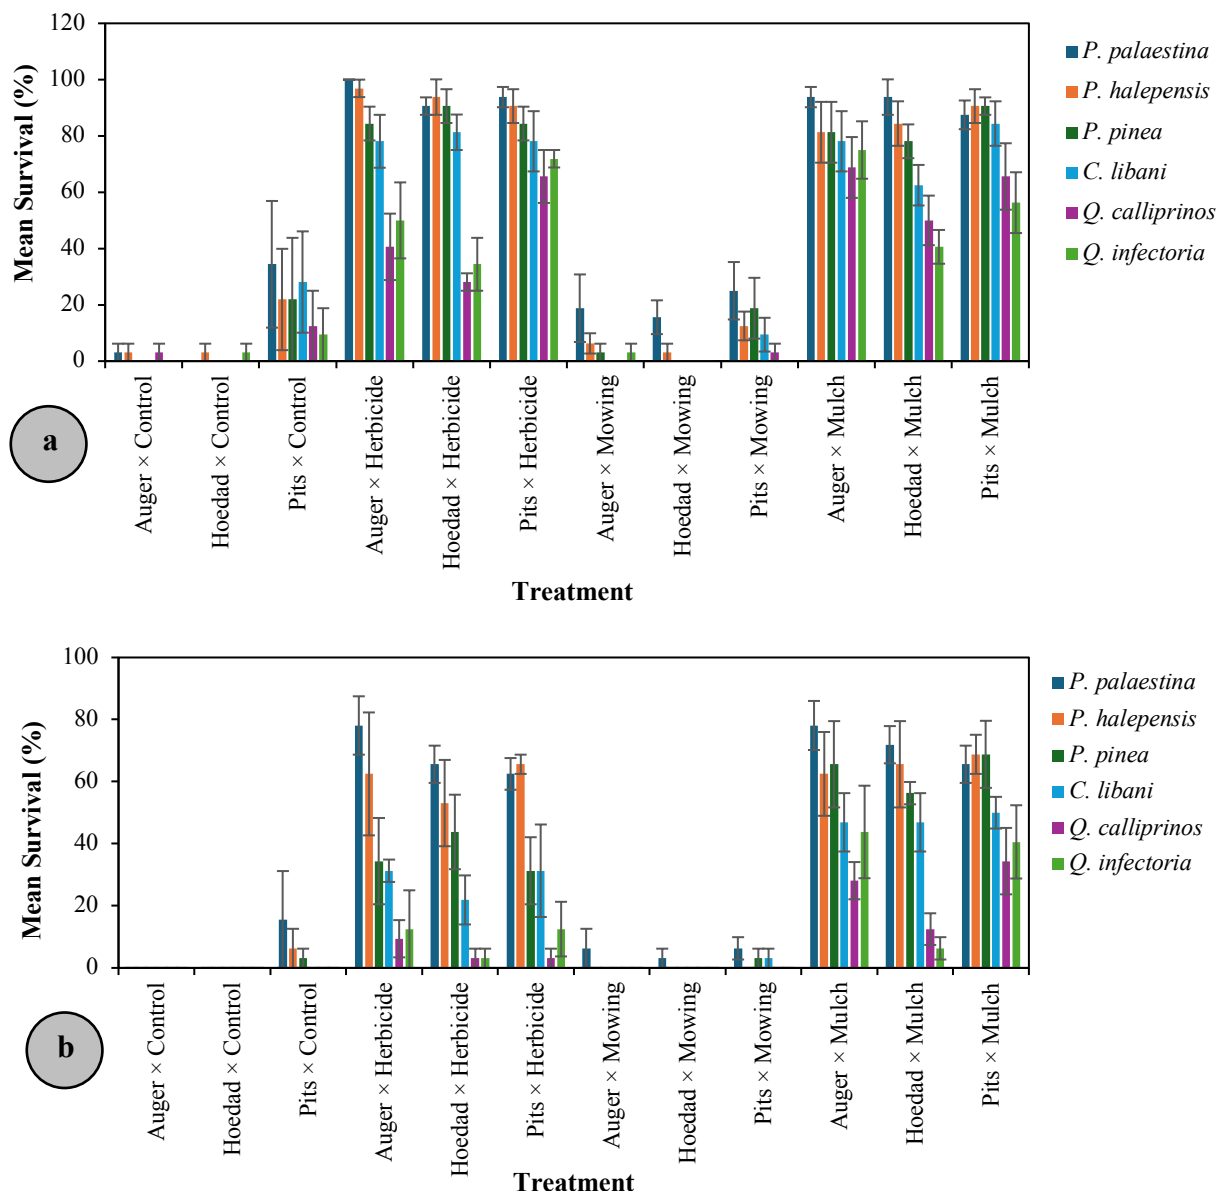 120
100
80
60
40
20
0
Mean Survival (%)
P. palaestina
P. halepensis
P. pinea
C. libani
Q. calliprinos
Q. infectoria
Auger × Control
Hoedad × Control
Pits × Control
Auger × Herbicide
Hoedad × Herbicide
Pits × Herbicide
Auger × Mowing
Hoedad × Mowing
Pits × Mowing
Auger × Mulch
Hoedad × Mulch
Pits × Mulch
a
Treatment
100
80
60
40
20
0
Mean Survival (%)
P. palaestina
P. halepensis
P. pinea
C. libani
Q. calliprinos
Q. infectoria
Auger × Control
Hoedad × Control
Pits × Control
Auger × Herbicide
Hoedad × Herbicide
Pits × Herbicide
Auger × Mowing
Hoedad × Mowing
Pits × Mowing
Auger × Mulch
Hoedad × Mulch
Pits × Mulch
b
Treatment